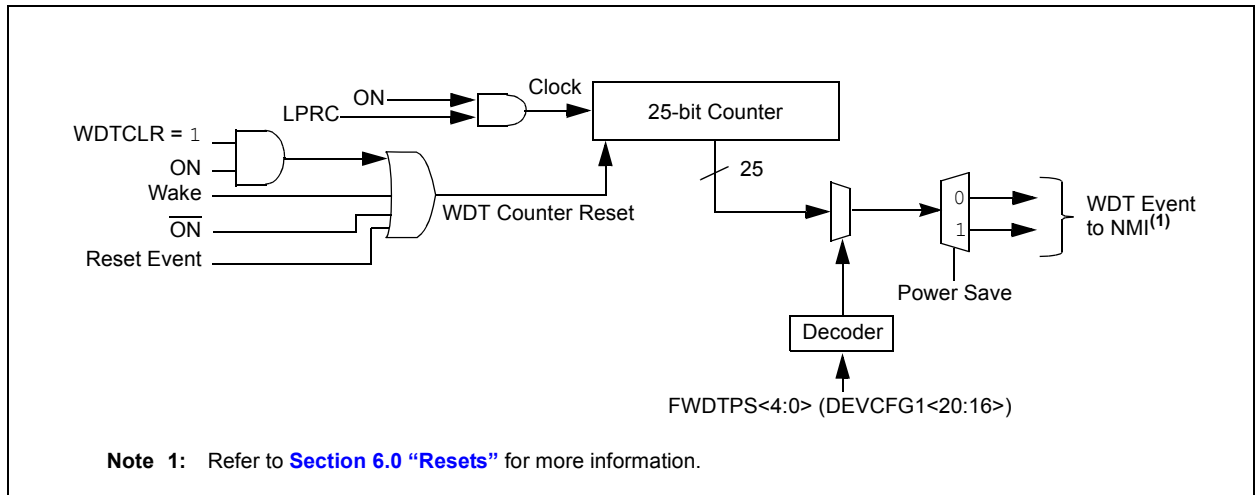 Clock
ON
LPRC
25-bit Counter
WDTCLR = 1
ON
Wake
ON
Reset Event
WDT Counter Reset
25
0
1
WDT Event
to NMI(1)
Power Save
Decoder
FWDTPS<4:0> (DEVCFG1<20:16>)
Note 1: Refer to Section 6.0 “Resets” for more information.